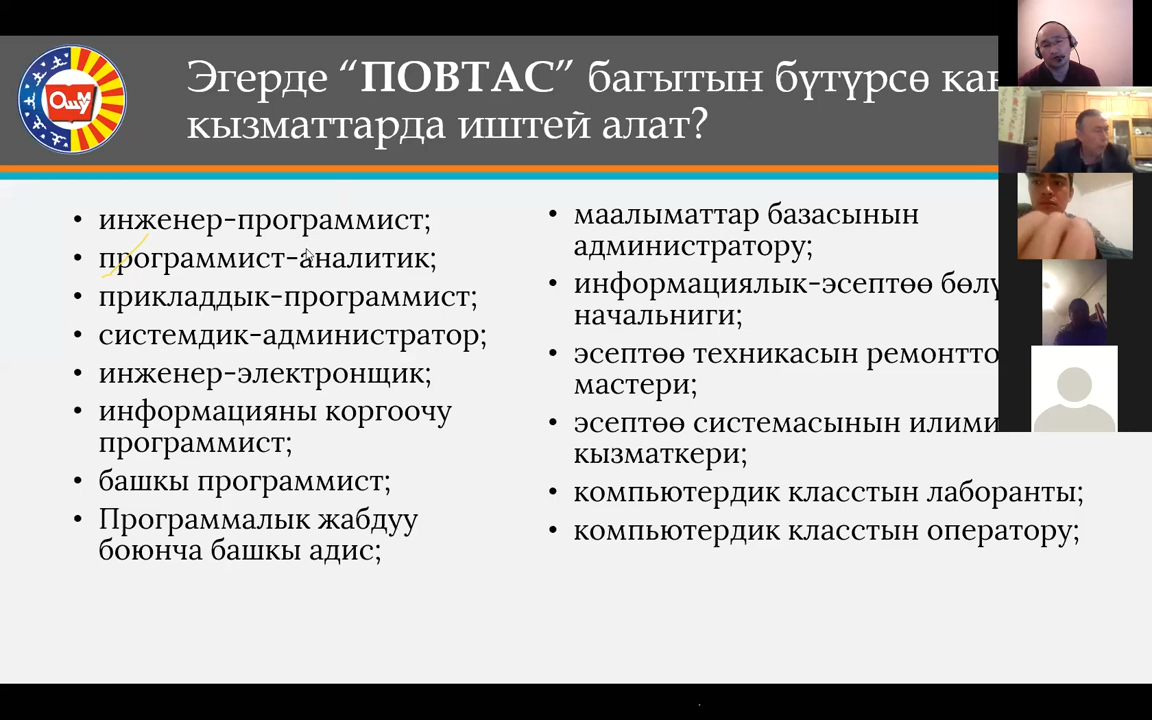 ОшМУ
Эгерде “ПОВТАС” багытын бүтүрсө
кызматтарда иштей алат?
• инженер-программист;
• программист-аналитик;
• прикладдык-программист;
• системдик-администратор;
• инженер-электронщик;
• информацияны коргоочу
программист;
• башкы программист;
• Программалык жабдуу
боюнча башкы адис;
• маалыматтар базасынын
администратору;
• информациялык-эсептөө
начальниги;
• эсептөө техникасын
мастери;
• эсептөө системасынын
кызматкери;
• компьютердик класстын лаборанты;
• компьютердик класстын оператору;